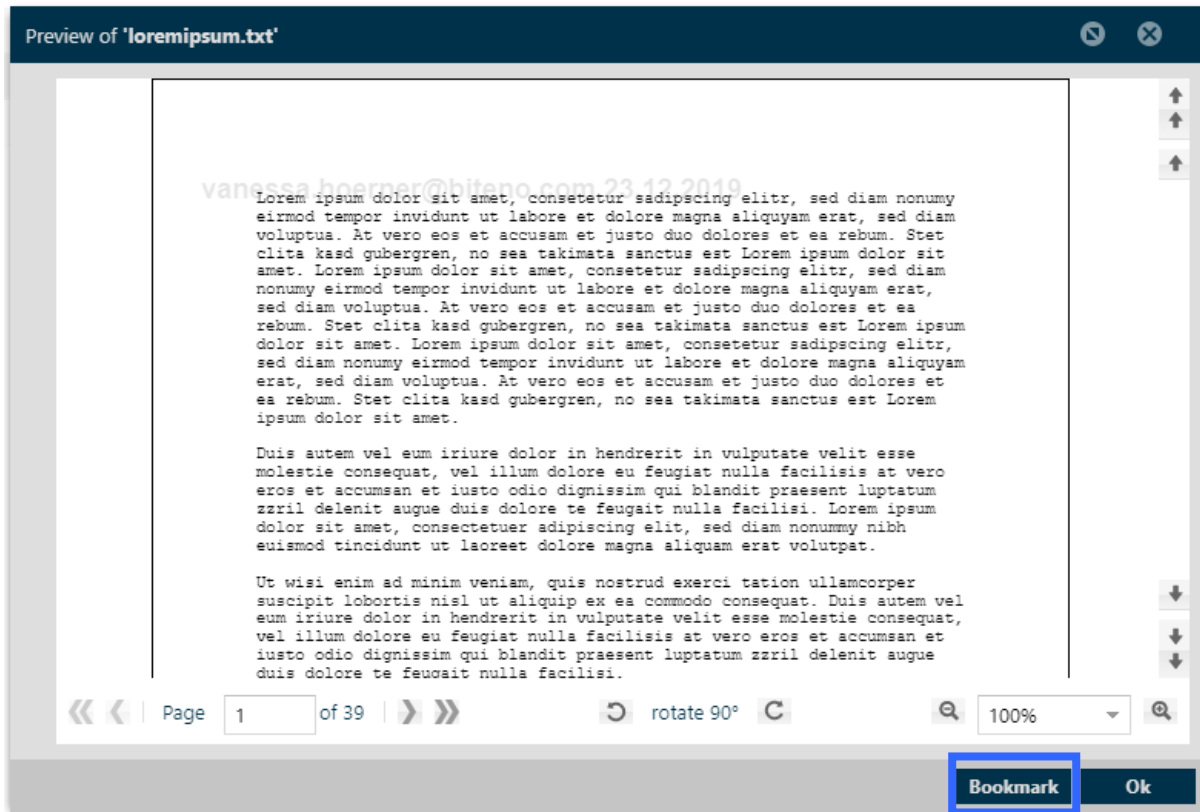 Preview of 'loremipsum.txt'
vanessa.hoerner@biteno.com 23.12.2019
Lorem ipsum dolor sit amet, consetetur sadipscing elitr, sed diam nonumy
eirmod tempor invidunt ut labore et dolore magna aliquyam erat, sed diam
voluptua. At vero eos et accusam et justo duo dolores et ea rebum. Stet
clita kasd gubergren, no sea takimata sanctus est Lorem ipsum dolor sit
amet. Lorem ipsum dolor sit amet, consetetur sadipscing elitr, sed diam
nonumy eirmod tempor invidunt ut labore et dolore magna aliquyam erat,
sed diam voluptua. At vero eos et accusam et justo duo dolores et ea
rebum. Stet clita kasd gubergren, no sea takimata sanctus est Lorem ipsum
dolor sit amet. Lorem ipsum dolor sit amet, consetetur sadipscing elitr,
sed diam nonumy eirmod tempor invidunt ut labore et dolore magna aliquyam
erat, sed diam voluptua. At vero eos et accusam et justo duo dolores et
ea rebum. Stet clita kasd gubergren, no sea takimata sanctus est Lorem
ipsum dolor sit amet.
Duis autem vel eum iriure dolor in hendrerit in vulputate velit esse
molestie consequat, vel illum dolore eu feugiat nulla facilisis at vero
eros et accumsan et iusto odio dignissim qui blandit praesent luptatum
zzril delenit augue duis dolore te feugait nulla facilisi. Lorem ipsum
dolor sit amet, consectetuer adipiscing elit, sed diam nonummy nibh
euismod tincidunt ut laoreet dolore magna aliquam erat volutpat.
Ut wisi enim ad minim veniam, quis nostrud exerci tation ullamcorper
suscipit lobortis nisl ut aliquip ex ea commodo consequat. Duis autem vel
eum iriure dolor in hendrerit in vulputate velit esse molestie consequat,
vel illum dolore eu feugiat nulla facilisis at vero eros et accumsan et
iusto odio dignissim qui blandit praesent luptatum zzril delenit augue
duis dolore te feugait nulla facilisi.
Page 1 of 39 rotate 90° 100%
Bookmark Ok